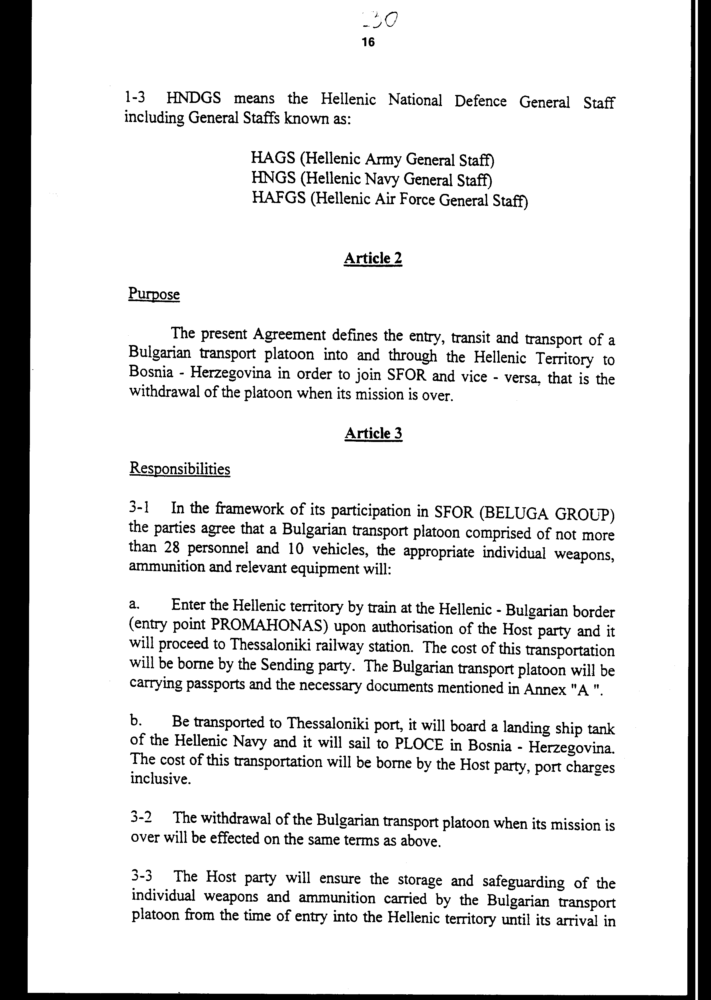 30
16
1-3 HNDGS means the Hellenic National Defence General Staff
including General Staffs known as:
HAGS (Hellenic Army General Staff)
HNGS (Hellenic Navy General Staff)
HAFGS (Hellenic Air Force General Staff)
Article 2
Purpose
The present Agreement defines the entry, transit and transport of a
Bulgarian transport platoon into and through the Hellenic Territory to
Bosnia - Herzegovina in order to join SFOR and vice - versa, that is the
withdrawal of the platoon when its mission is over.
Article 3
Responsibilities
3-1 In the framework of its participation in SFOR (BELUGA GROUP)
the parties agree that a Bulgarian transport platoon comprised of not more
than 28 personnel and 10 vehicles, the appropriate individual weapons,
ammunition and relevant equipment will:
a. Enter the Hellenic territory by train at the Hellenic - Bulgarian border
(entry point PROMAHONAS) upon authorisation of the Host party and it
will proceed to Thessaloniki railway station. The cost of this transportation
will be borne by the Sending party. The Bulgarian transport platoon will be
carrying passports and the necessary documents mentioned in Annex "A ".
b. Be transported to Thessaloniki port, it will board a landing ship tank
of the Hellenic Navy and it will sail to PLOCE in Bosnia - Herzegovina.
The cost of this transportation will be borne by the Host party, port charges
inclusive.
3-2 The withdrawal of the Bulgarian transport platoon when its mission is
over will be effected on the same terms as above.
3-3 The Host party will ensure the storage and safeguarding of the
individual weapons and ammunition carried by the Bulgarian transport
platoon from the time of entry into the Hellenic territory until its arrival in